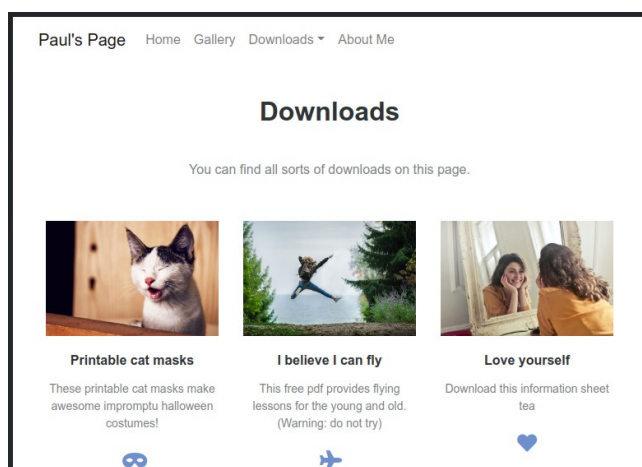 Paul's Page Home Gallery Downloads About Me
Downloads
You can find all sorts of downloads on this page.
Printable cat masks
These printable cat masks make
awesome impromptu halloween
costumes!
I believe I can fly
This free pdf provides flying
lessons for the young and old.
(Warning: do not try)
Love yourself
Download this information sheet
tea